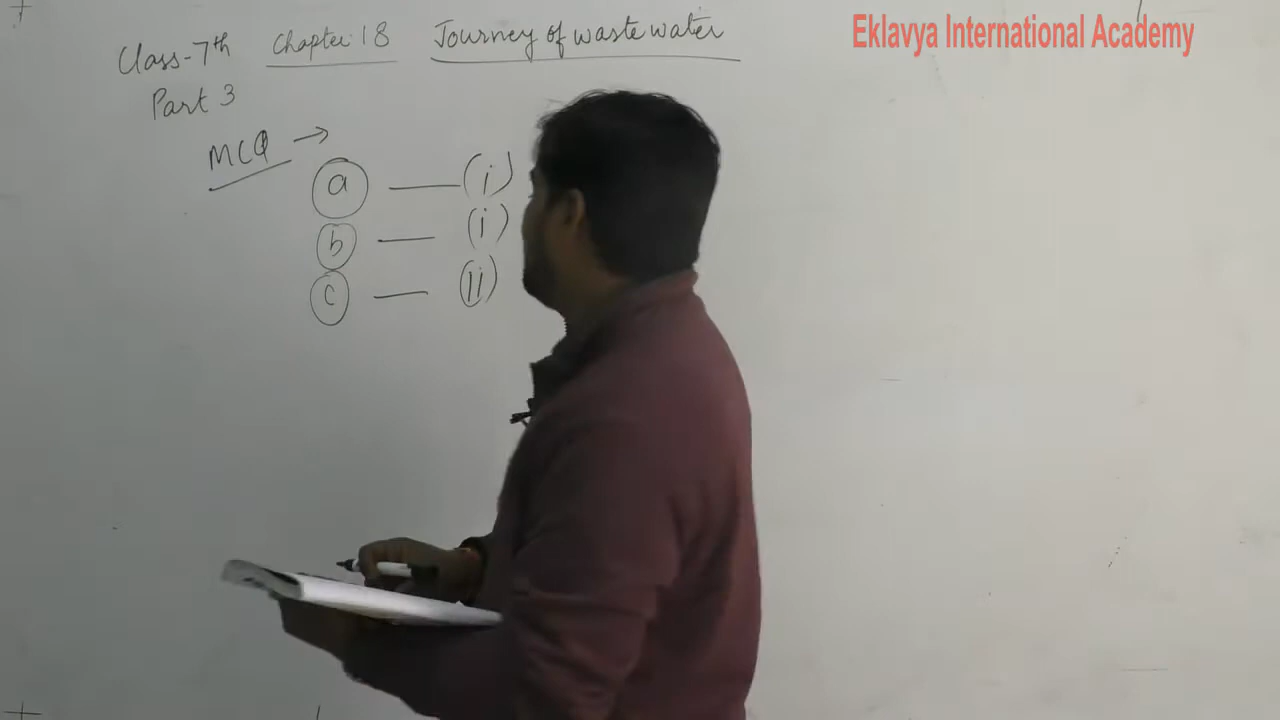 Eklavya International Academy
Class-7th Chapter 18 Journey of waste water
Part 3
MCQ →
a — (i)
b — (i)
c — (ii)